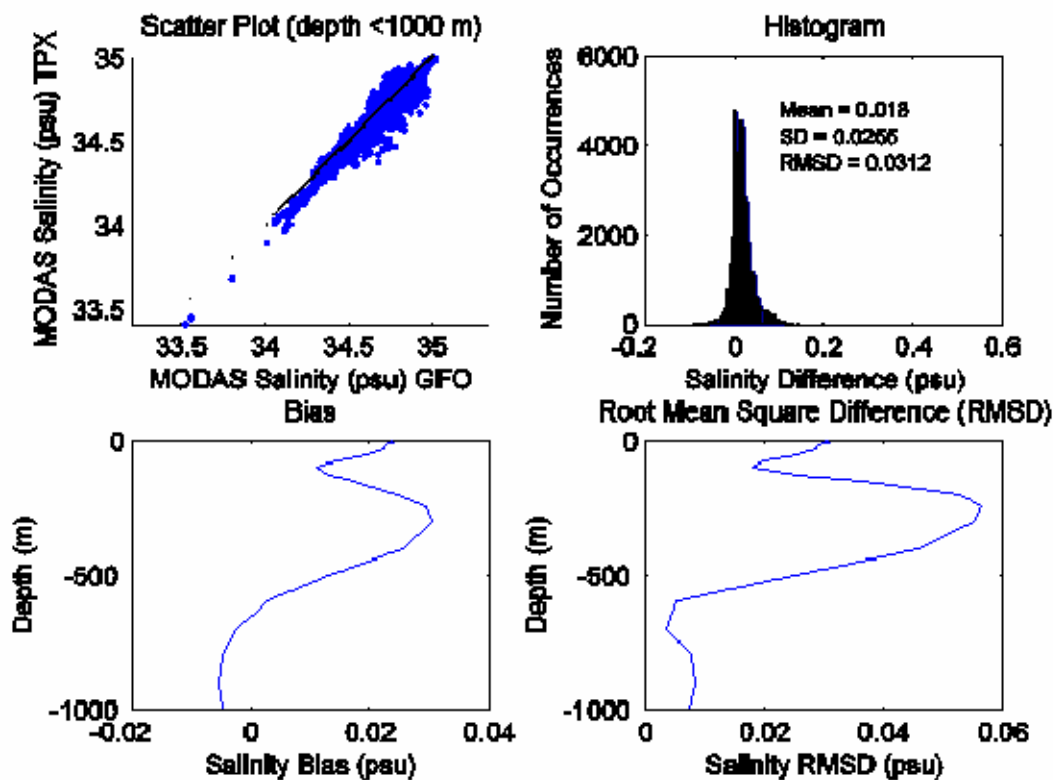 Scatter Plot (depth <1000 m)
MODAS Salinity (psu) TPX
35
34.5
34
33.5
33.5 34 34.5 35
MODAS Salinity (psu) GFO
Histogram
Number of Occurrences
6000
4000
2000
0
Mean = 0.018
SD = 0.0255
RMSD = 0.0312
-0.2 0 0.2 0.4 0.6
Salinity Difference (psu)
Bias
Depth (m)
0
-500
-1000
-0.02 0 0.02 0.04
Salinity Bias (psu)
Root Mean Square Difference (RMSD)
Depth (m)
0
-500
-1000
0 0.02 0.04 0.06
Salinity RMSD (psu)